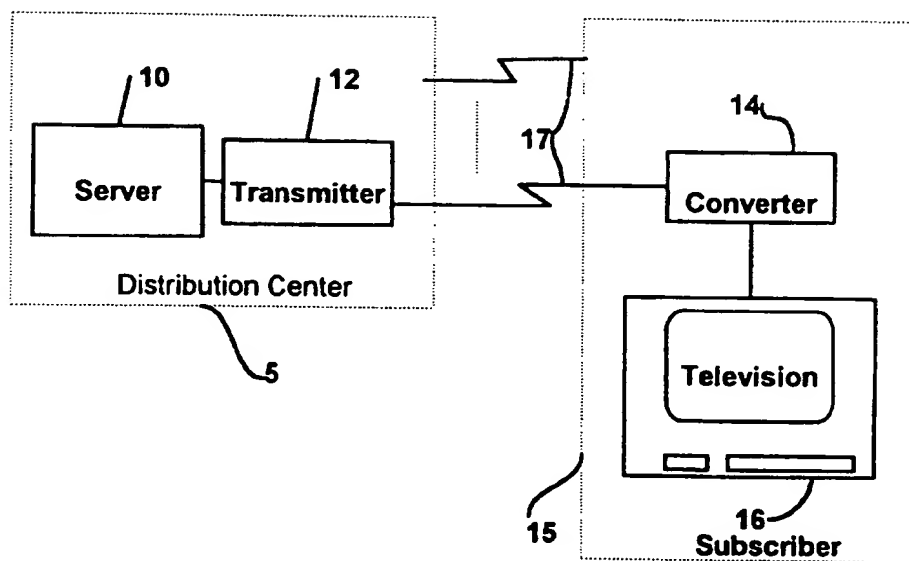 10
12
Server
Transmitter
Distribution Center
5
17
14
Converter
Television
15
16
Subscriber